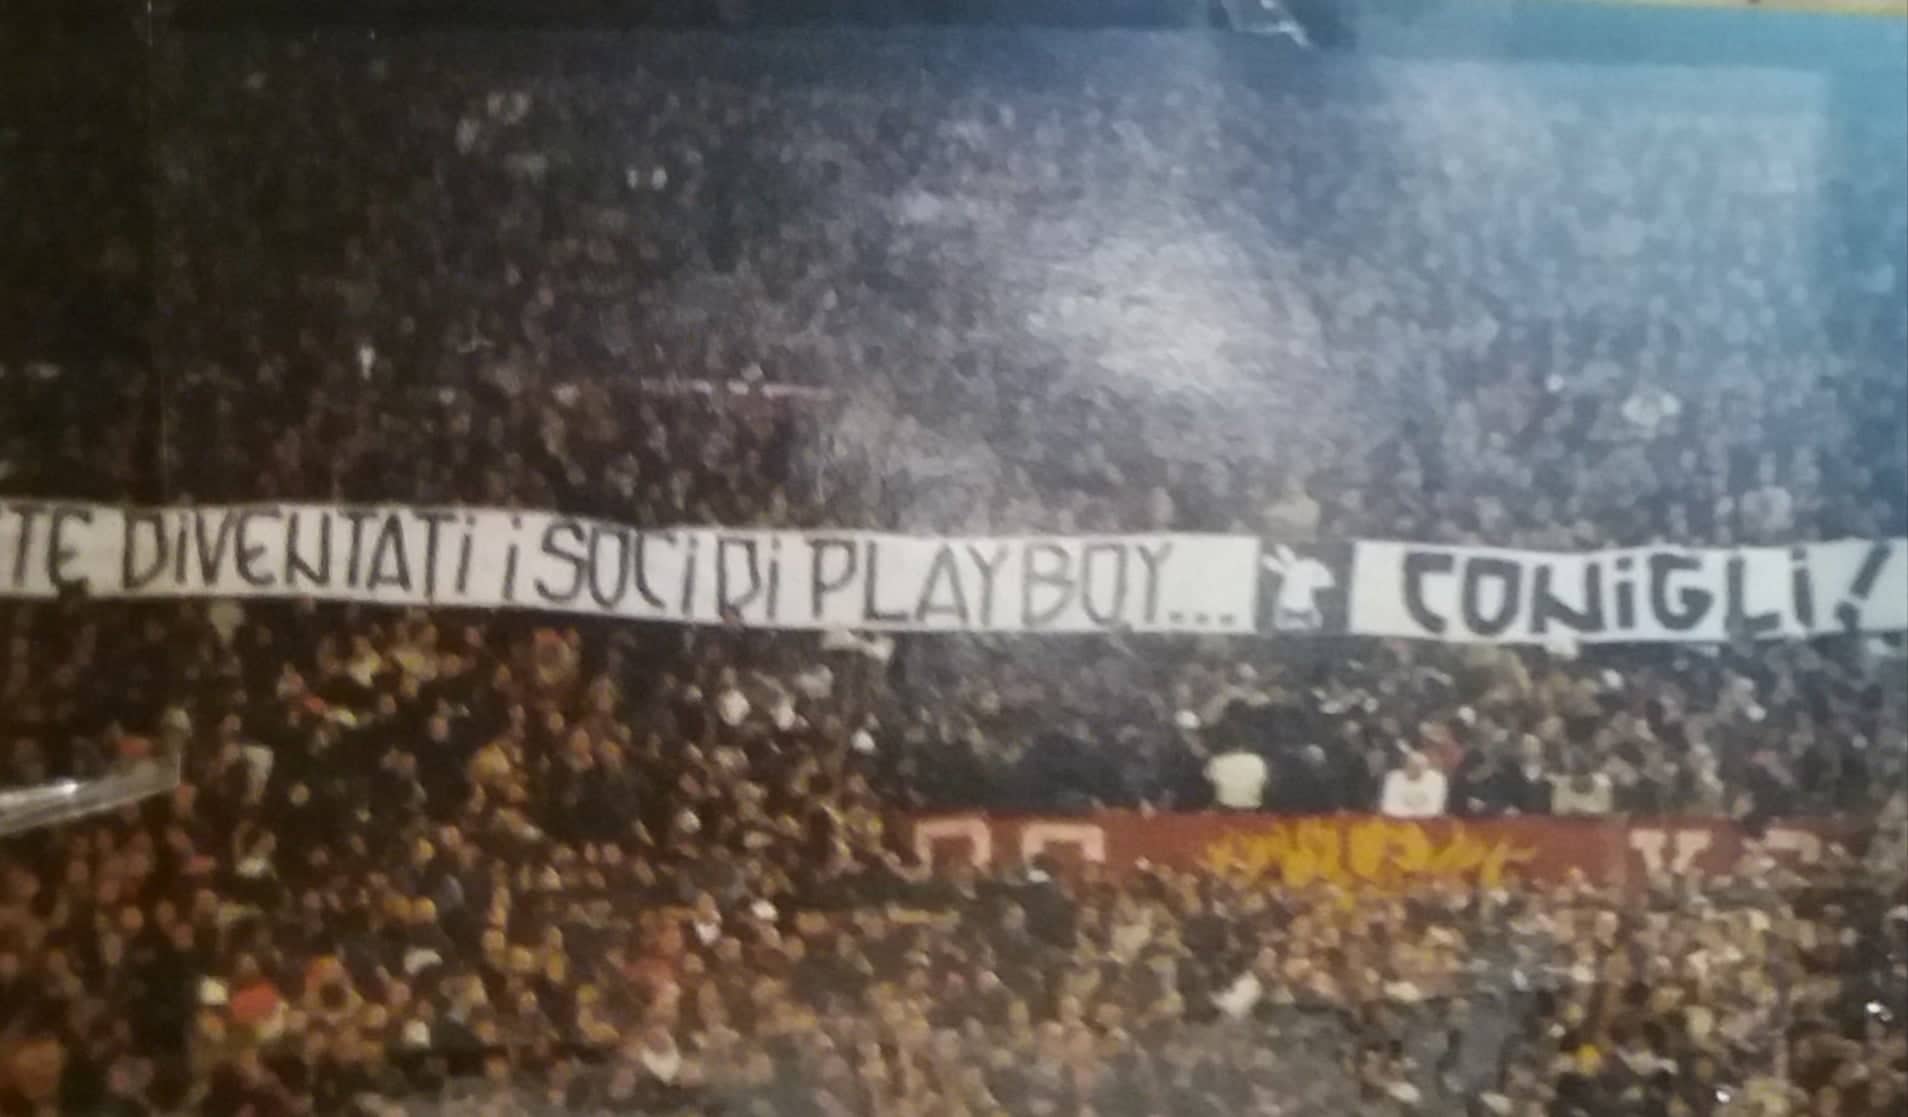 TE DiVENTATi i SOCi Di PLAYBOY... CONiGLi!